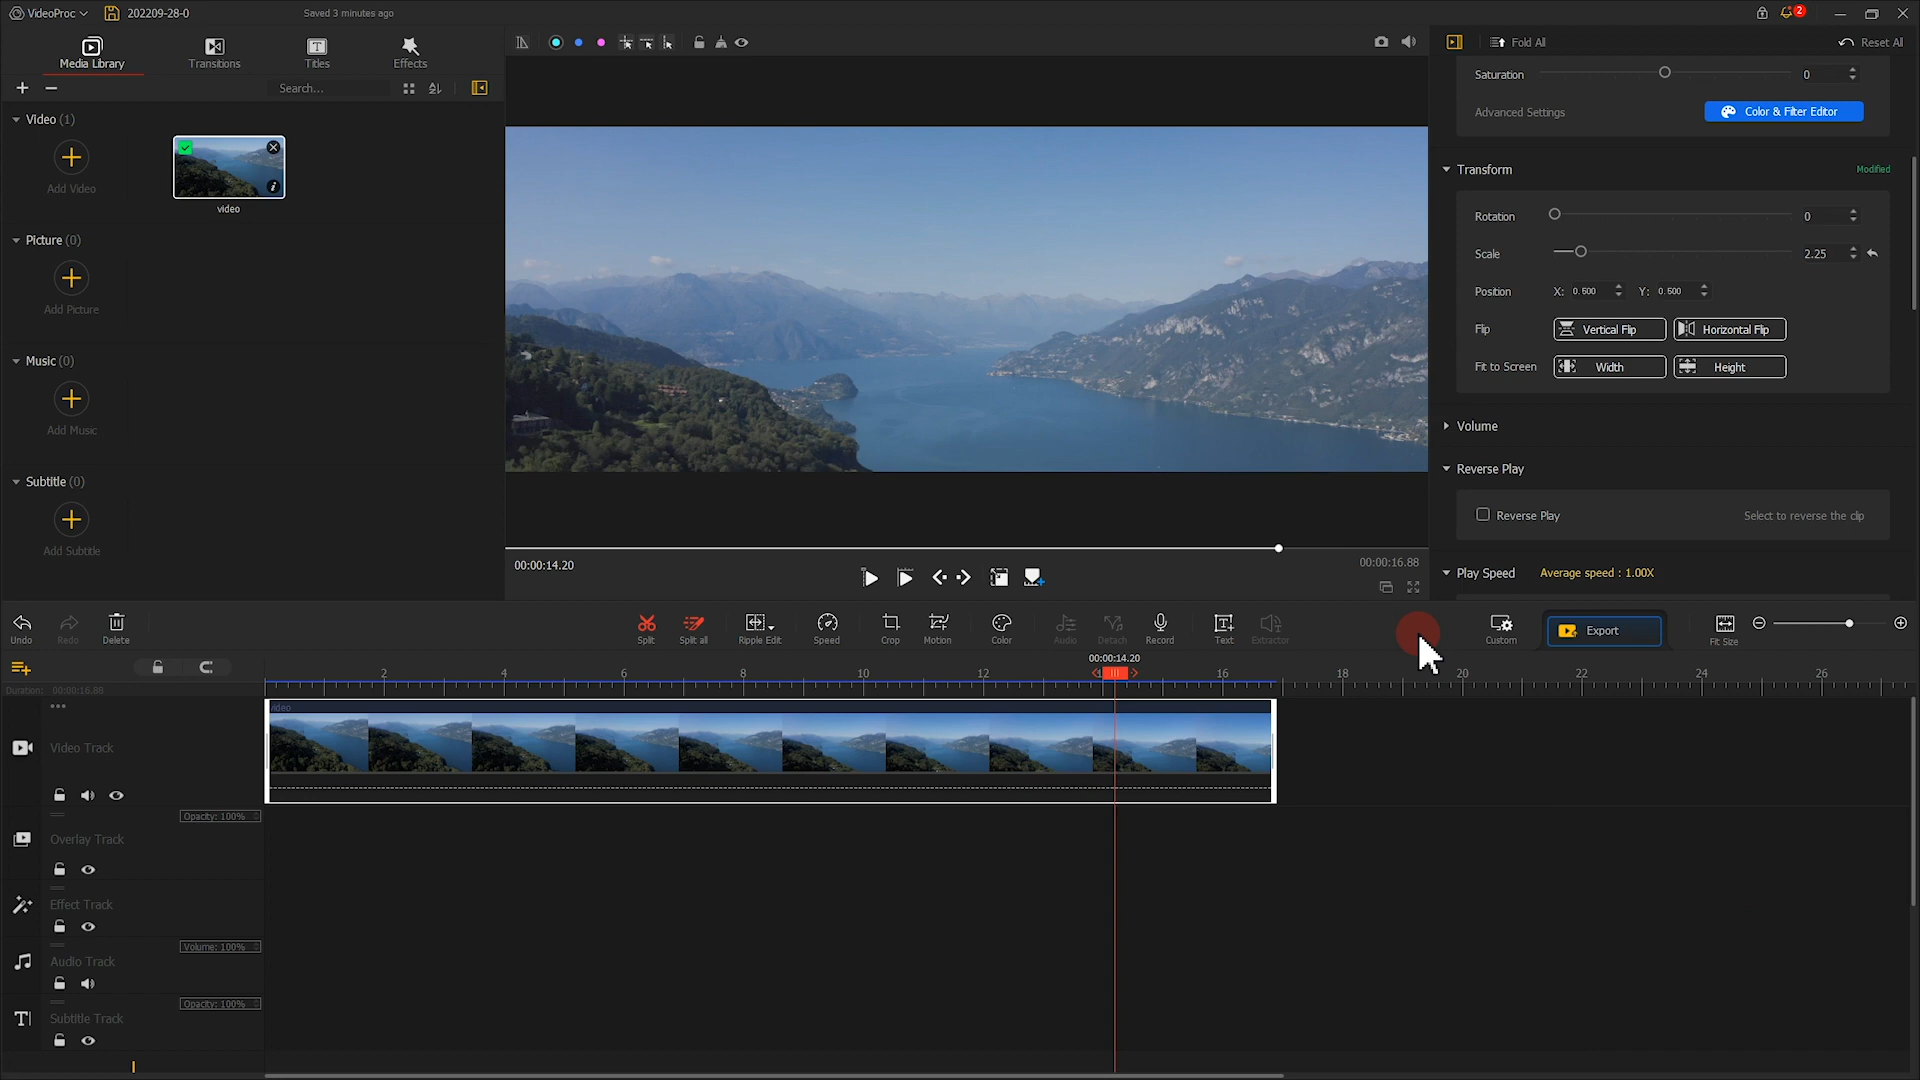 VideoProc
202209-28-0
Saved 3 minutes ago
2
Media Library
Transitions
Titles
Effects
Search...
Fold All
Reset All
Video (1)
Add Video
video
Picture (0)
Add Picture
Music (0)
Add Music
Subtitle (0)
Add Subtitle
00:00:14.20
00:00:16.88
Saturation
0
Advanced Settings
Color & Filter Editor
Transform
Modified
Rotation
0
Scale
2.25
Position
X: 0.500
Y: 0.500
Flip
Vertical Flip
Horizontal Flip
Fit to Screen
Width
Height
Volume
Reverse Play
Reverse Play
Select to reverse the clip
Play Speed
Average speed : 1.00X
Undo
Redo
Delete
Split
Split all
Ripple Edit
Speed
Crop
Motion
Color
Audio
Detach
Record
Text
Extractor
Custom
Export
Fit Size
00:00:14.20
2 4 6 8 10 12 16 18 20 22 24 26
Duration: 00:00:16.88
video
Video Track
Opacity: 100%
Overlay Track
Effect Track
Volume: 100%
Audio Track
Opacity: 100%
Subtitle Track